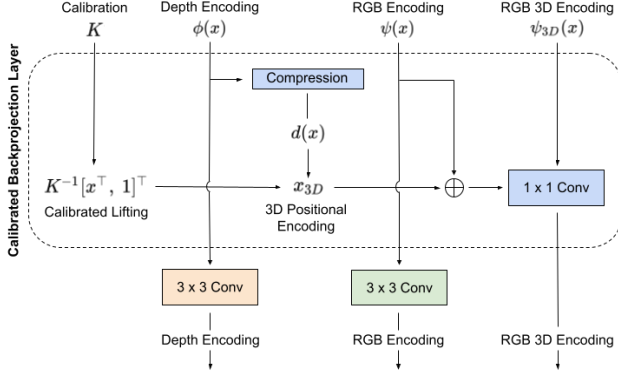 Calibration
Depth Encoding
RGB Encoding
RGB 3D Encoding
K
ϕ(x)
ψ(x)
ψ3D(x)
Calibrated Backprojection Layer
Compression
d(x)
K⁻¹[x⊤, 1]⊤
x3D
⊕
1 x 1 Conv
Calibrated Lifting
3D Positional
Encoding
3 x 3 Conv
3 x 3 Conv
Depth Encoding
RGB Encoding
RGB 3D Encoding